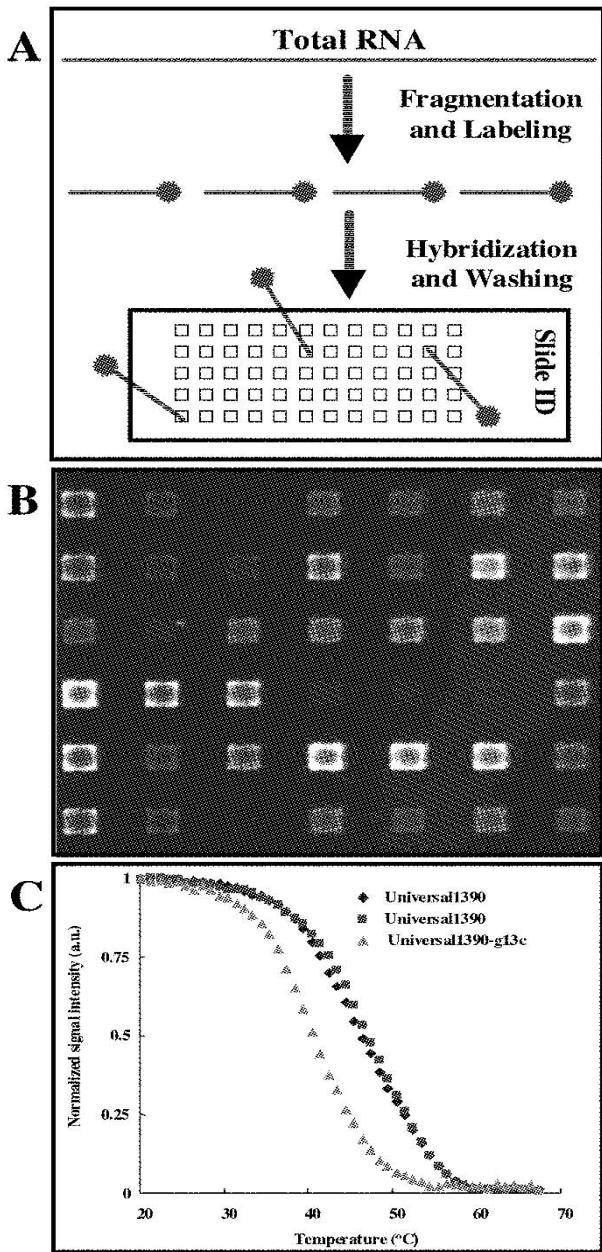 A
Total RNA
Fragmentation
and Labeling
Hybridization
and Washing
Slide ID
B
C
Normalized signal intensity (a.u.)
1
0.75
0.5
0.25
0
Universal1390
Universal1390
Universal1390-g13c
20 30 40 50 60 70
Temperature (°C)